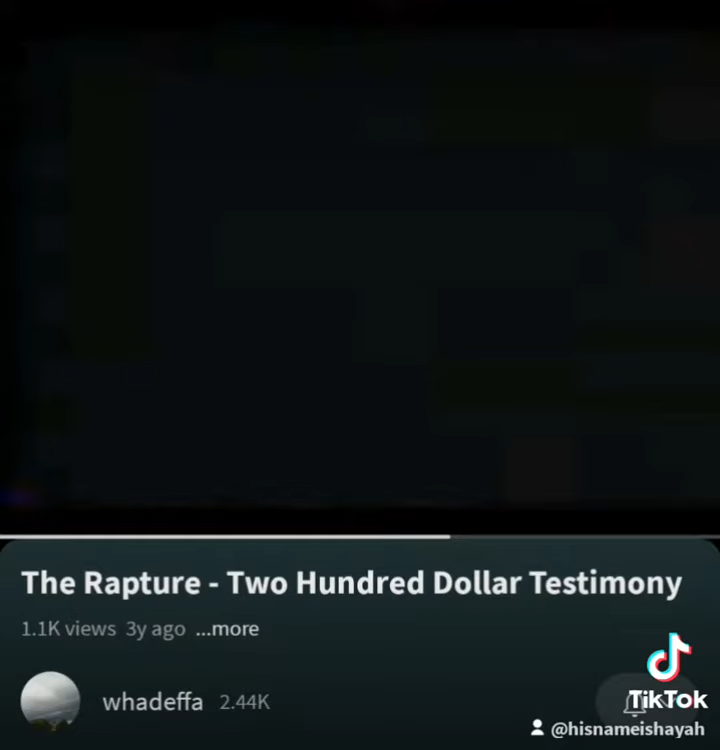 The Rapture - Two Hundred Dollar Testimony
1.1K views 3y ago ...more
whadeffa 2.44K
TikTok
@hisnameishayah